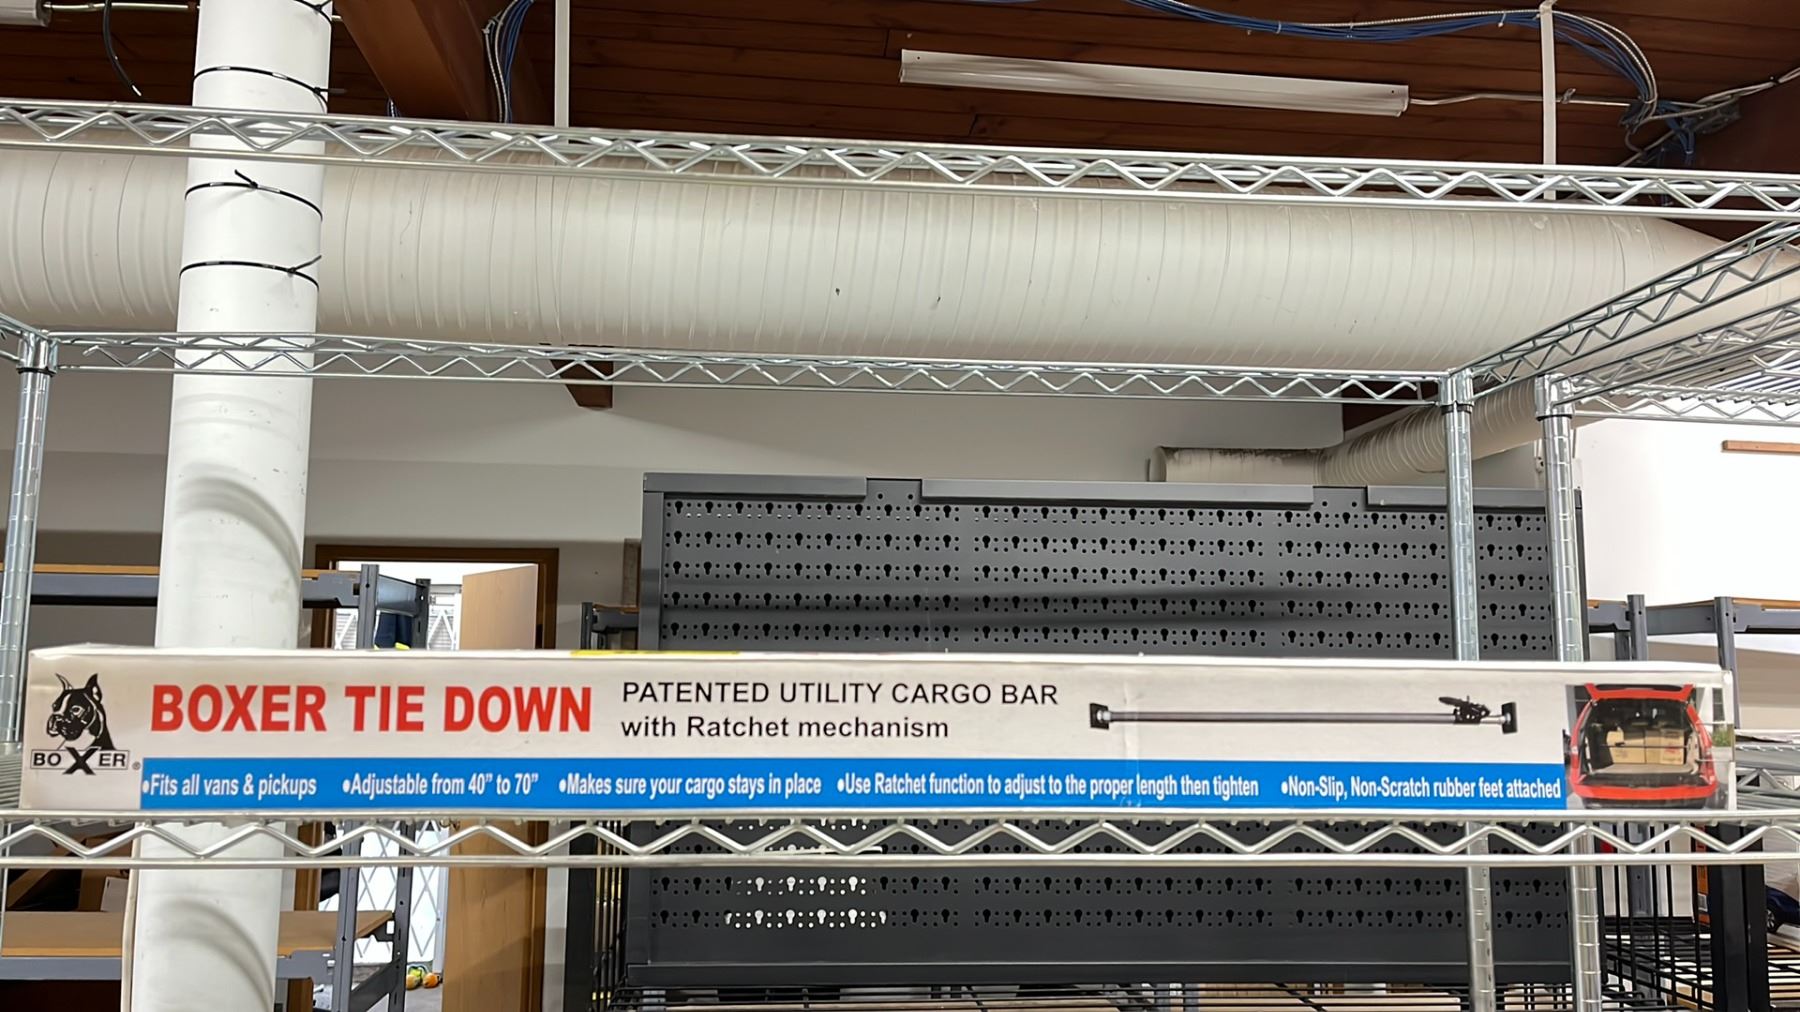 BOXER TIE DOWN
PATENTED UTILITY CARGO BAR
with Ratchet mechanism
BOXER®
•Fits all vans & pickups •Adjustable from 40” to 70” •Makes sure your cargo stays in place •Use Ratchet function to adjust to the proper length then tighten •Non-Slip, Non-Scratch rubber feet attached